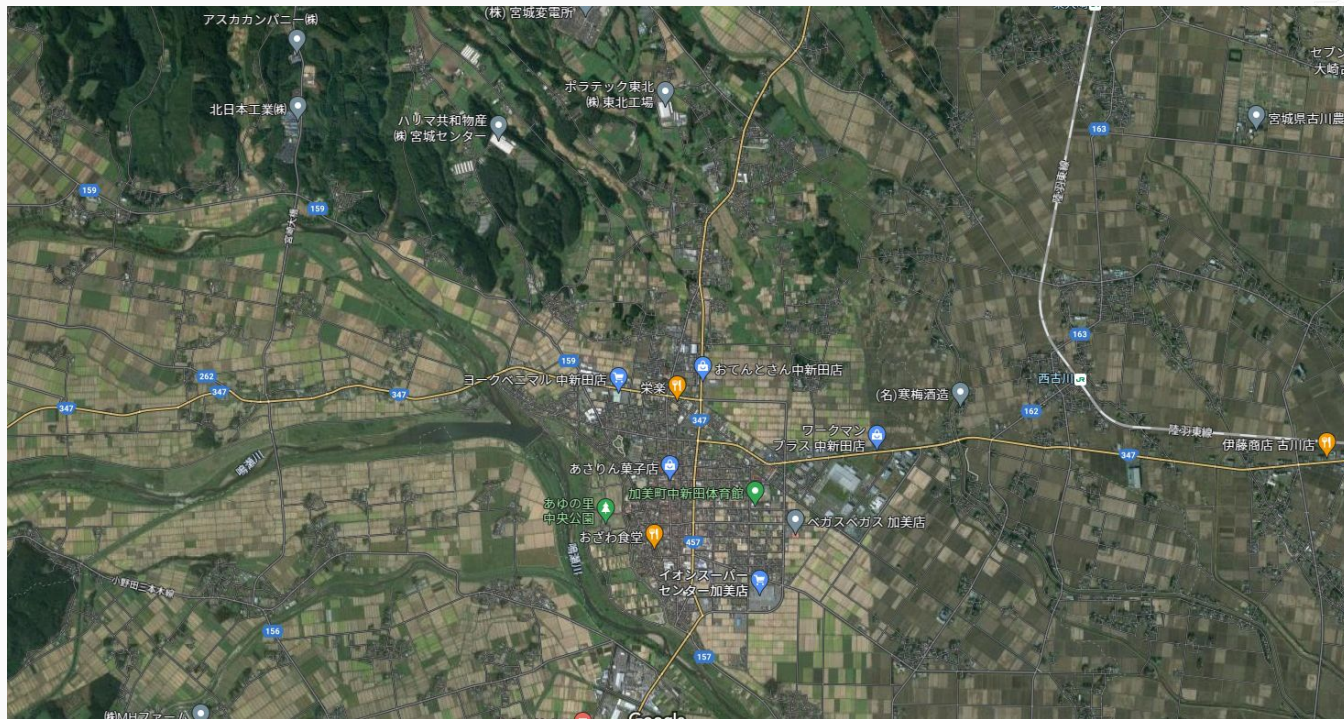 アスカカンパニー㈱
(株) 宮城変電所
セブン
大崎古
北日本工業㈱
ポラテック東北
㈱ 東北工場
ハリマ共和物産
㈱ 宮城センター
163
陸羽東線
宮城県古川農
159
159
163
159
262
347
347
347
ヨークベニマル 中新田店
栄楽
おてんとさん中新田店
347
西古川
JR
(名)寒梅酒造
162
ワークマン
プラス 中新田店
陸羽東線
347
伊藤商店 古川店
鳴瀬川
あさりん菓子店
加美町中新田体育館
あゆの里
中央公園
ベガスベガス 加美店
おざわ食堂
457
鳴瀬川
イオンスーパー
センター加美店
小野田三本木線
156
157
㈱MHファーム
Google